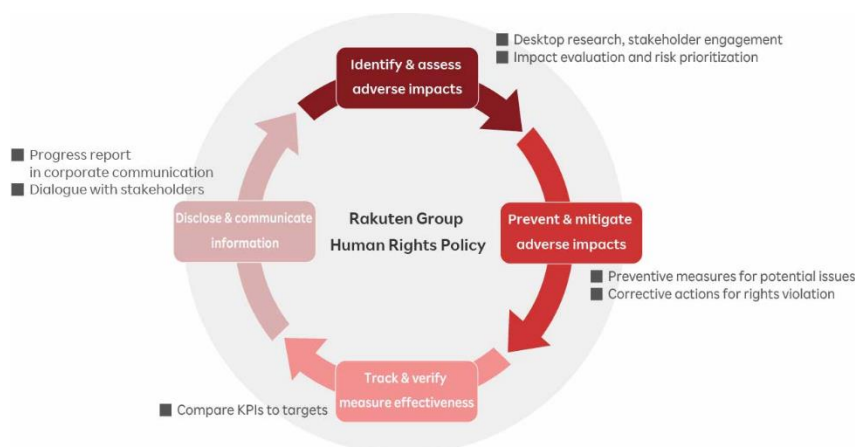 Identify & assess
adverse impacts
■ Desktop research, stakeholder engagement
■ Impact evaluation and risk prioritization
Prevent & mitigate
adverse impacts
■ Preventive measures for potential issues
■ Corrective actions for rights violation
Track & verify
measure effectiveness
■ Compare KPIs to targets
Disclose & communicate
information
■ Progress report
in corporate communication
■ Dialogue with stakeholders
Rakuten Group
Human Rights Policy